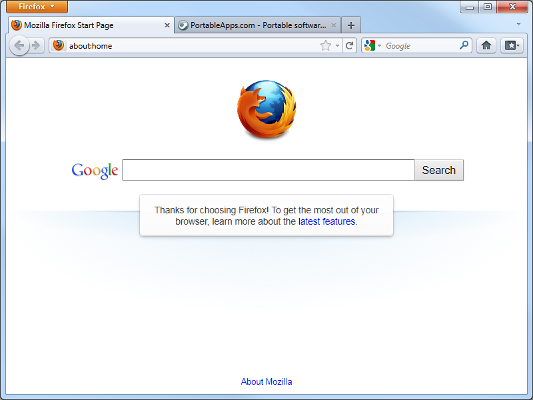 Firefox
Mozilla Firefox Start Page
PortableApps.com - Portable softwar...
about:home
Google
Google
Search
Thanks for choosing Firefox! To get the most out of your
browser, learn more about the latest features.
About Mozilla